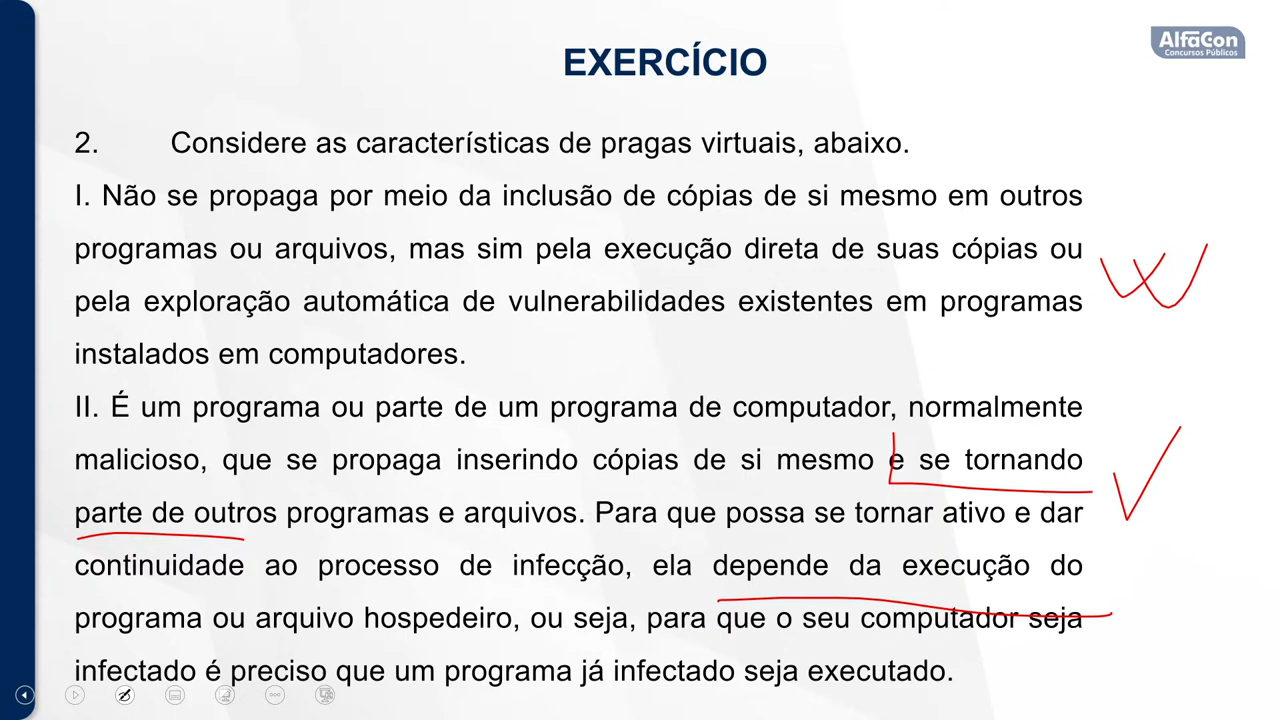 AlfaCon
Concursos Públicos
EXERCÍCIO
2. Considere as características de pragas virtuais, abaixo.
I. Não se propaga por meio da inclusão de cópias de si mesmo em outros
programas ou arquivos, mas sim pela execução direta de suas cópias ou
pela exploração automática de vulnerabilidades existentes em programas
instalados em computadores.
II. É um programa ou parte de um programa de computador, normalmente
malicioso, que se propaga inserindo cópias de si mesmo e se tornando
parte de outros programas e arquivos. Para que possa se tornar ativo e dar
continuidade ao processo de infecção, ela depende da execução do
programa ou arquivo hospedeiro, ou seja, para que o seu computador seja
infectado é preciso que um programa já infectado seja executado.